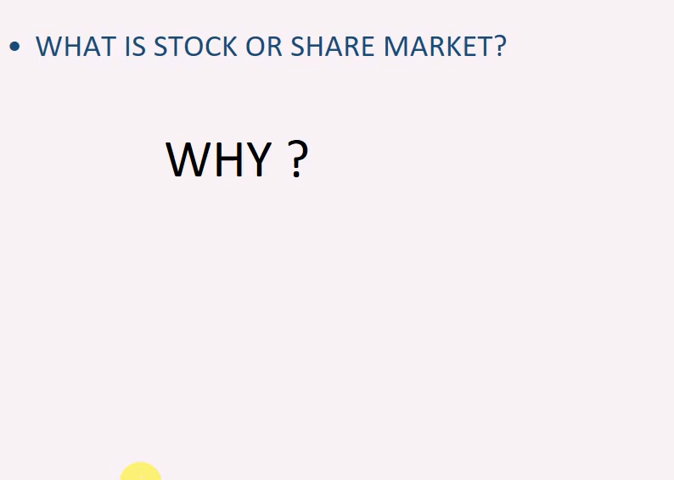 • WHAT IS STOCK OR SHARE MARKET?
WHY ?